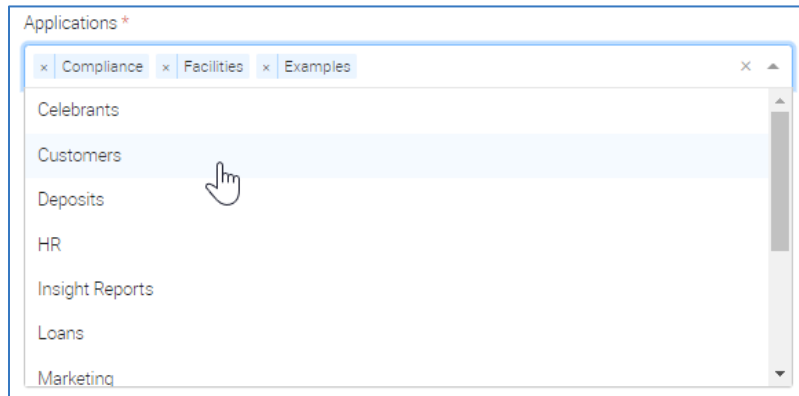 Applications *
× Compliance × Facilities × Examples ×
Celebrants
Customers
Deposits
HR
Insight Reports
Loans
Marketing